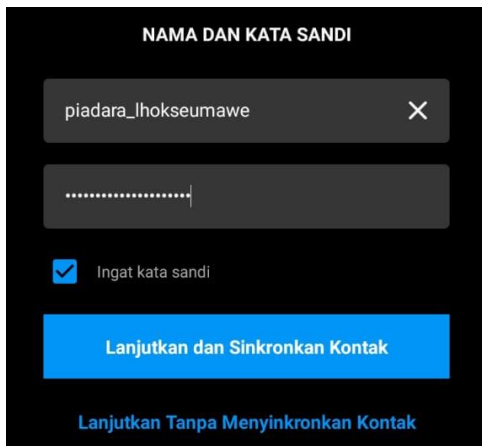 NAMA DAN KATA SANDI
piadara_lhokseumawe
•••••••••••••••••••••
Ingat kata sandi
Lanjutkan dan Sinkronkan Kontak
Lanjutkan Tanpa Menyinkronkan Kontak